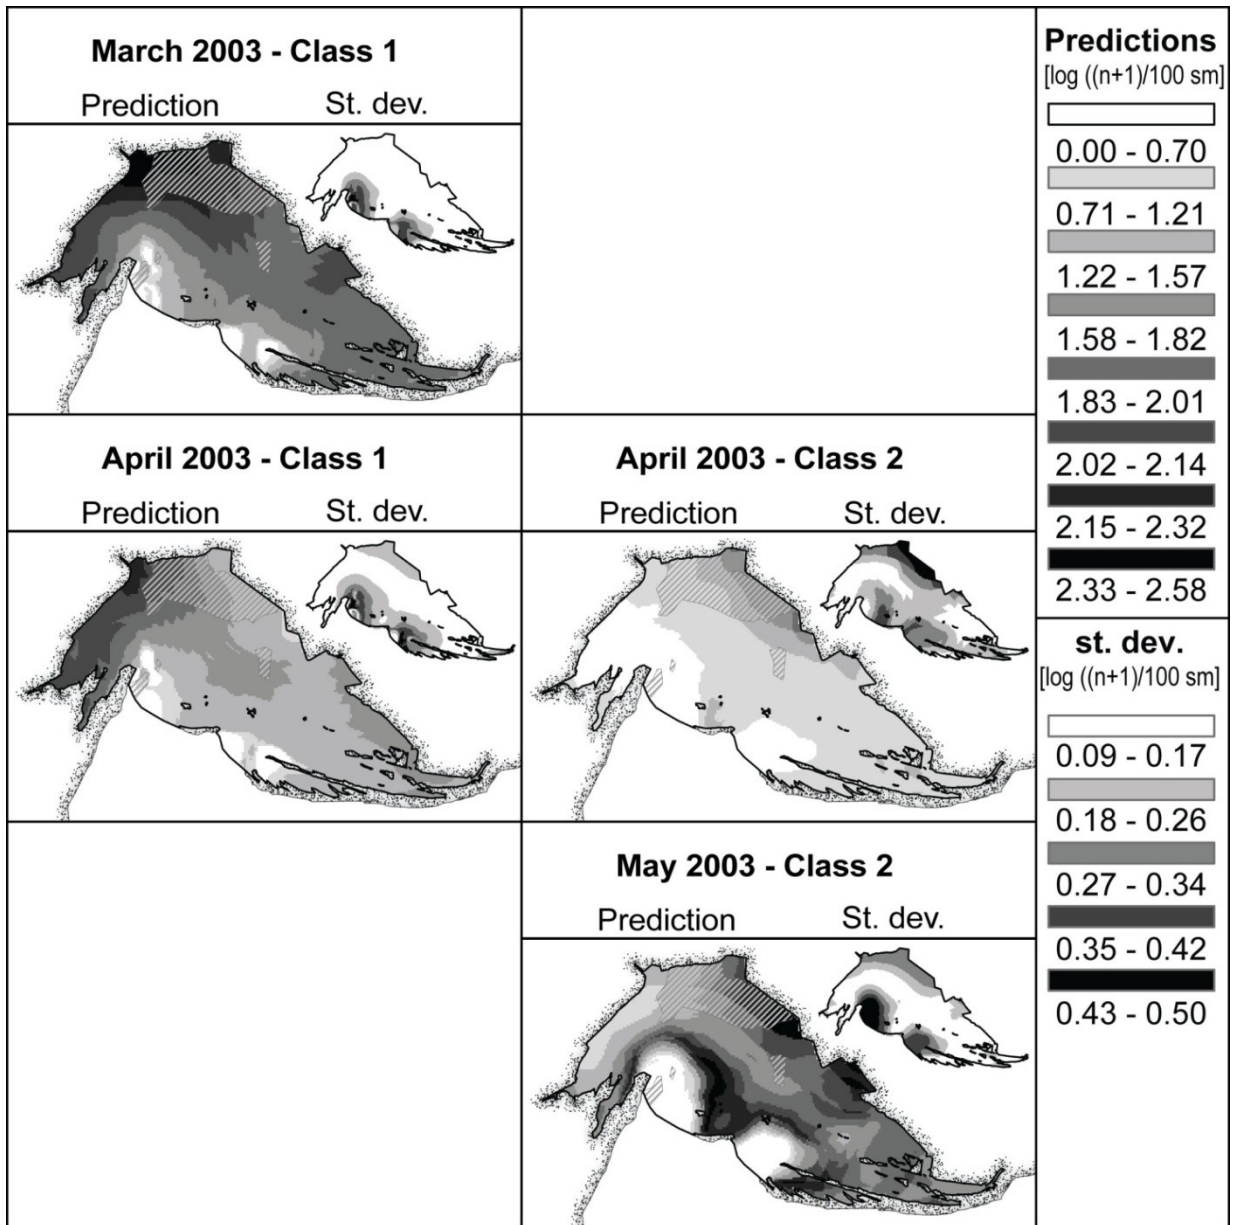 March 2003 - Class 1
Prediction St. dev.
April 2003 - Class 1
Prediction St. dev.
April 2003 - Class 2
Prediction St. dev.
May 2003 - Class 2
Prediction St. dev.
Predictions
[log ((n+1)/100 sm]
0.00 - 0.70
0.71 - 1.21
1.22 - 1.57
1.58 - 1.82
1.83 - 2.01
2.02 - 2.14
2.15 - 2.32
2.33 - 2.58
st. dev.
[log ((n+1)/100 sm]
0.09 - 0.17
0.18 - 0.26
0.27 - 0.34
0.35 - 0.42
0.43 - 0.50